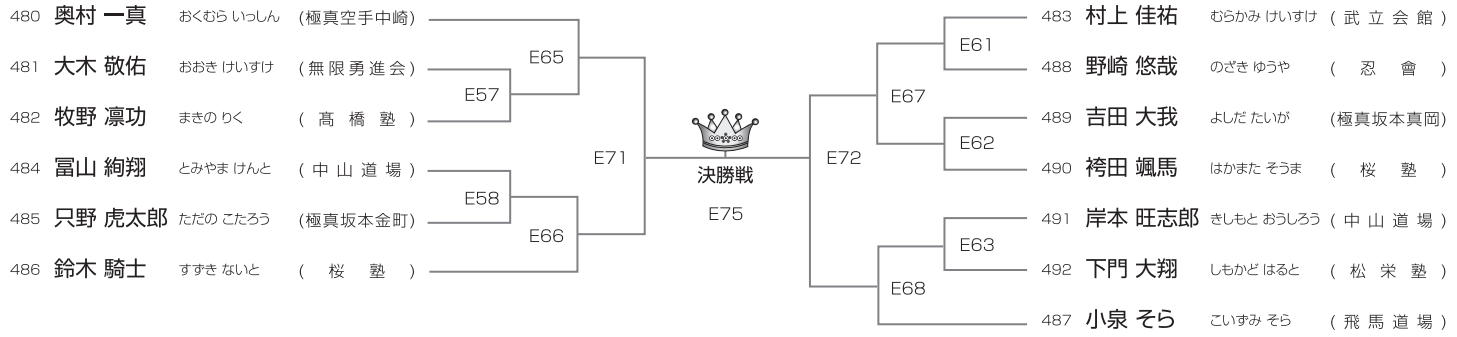 480 奥村 一真 おくむら いっしん (極真空手中崎)
481 大木 敬佑 おおき けいすけ (無限勇進会)
482 牧野 凛功 まきの りく (髙橋塾)
484 冨山 絢翔 とみやま けんと (中山道場)
485 只野 虎太郎 ただの こたろう (極真坂本金町)
486 鈴木 騎士 すずき ないと (桜塾)
E65
E57
E71
E58
E66
決勝戦
E75
E61
E67
E72
E62
E63
E68
483 村上 佳祐 むらかみ けいすけ (武立会館)
488 野崎 悠哉 のざき ゆうや (忍會)
489 吉田 大我 よしだ たいが (極真坂本真岡)
490 袴田 颯馬 はかまた そうま (桜塾)
491 岸本 旺志郎 きしもと おうしろう (中山道場)
492 下門 大翔 しもかど はると (松栄塾)
487 小泉 そら こいずみ そら (飛馬道場)